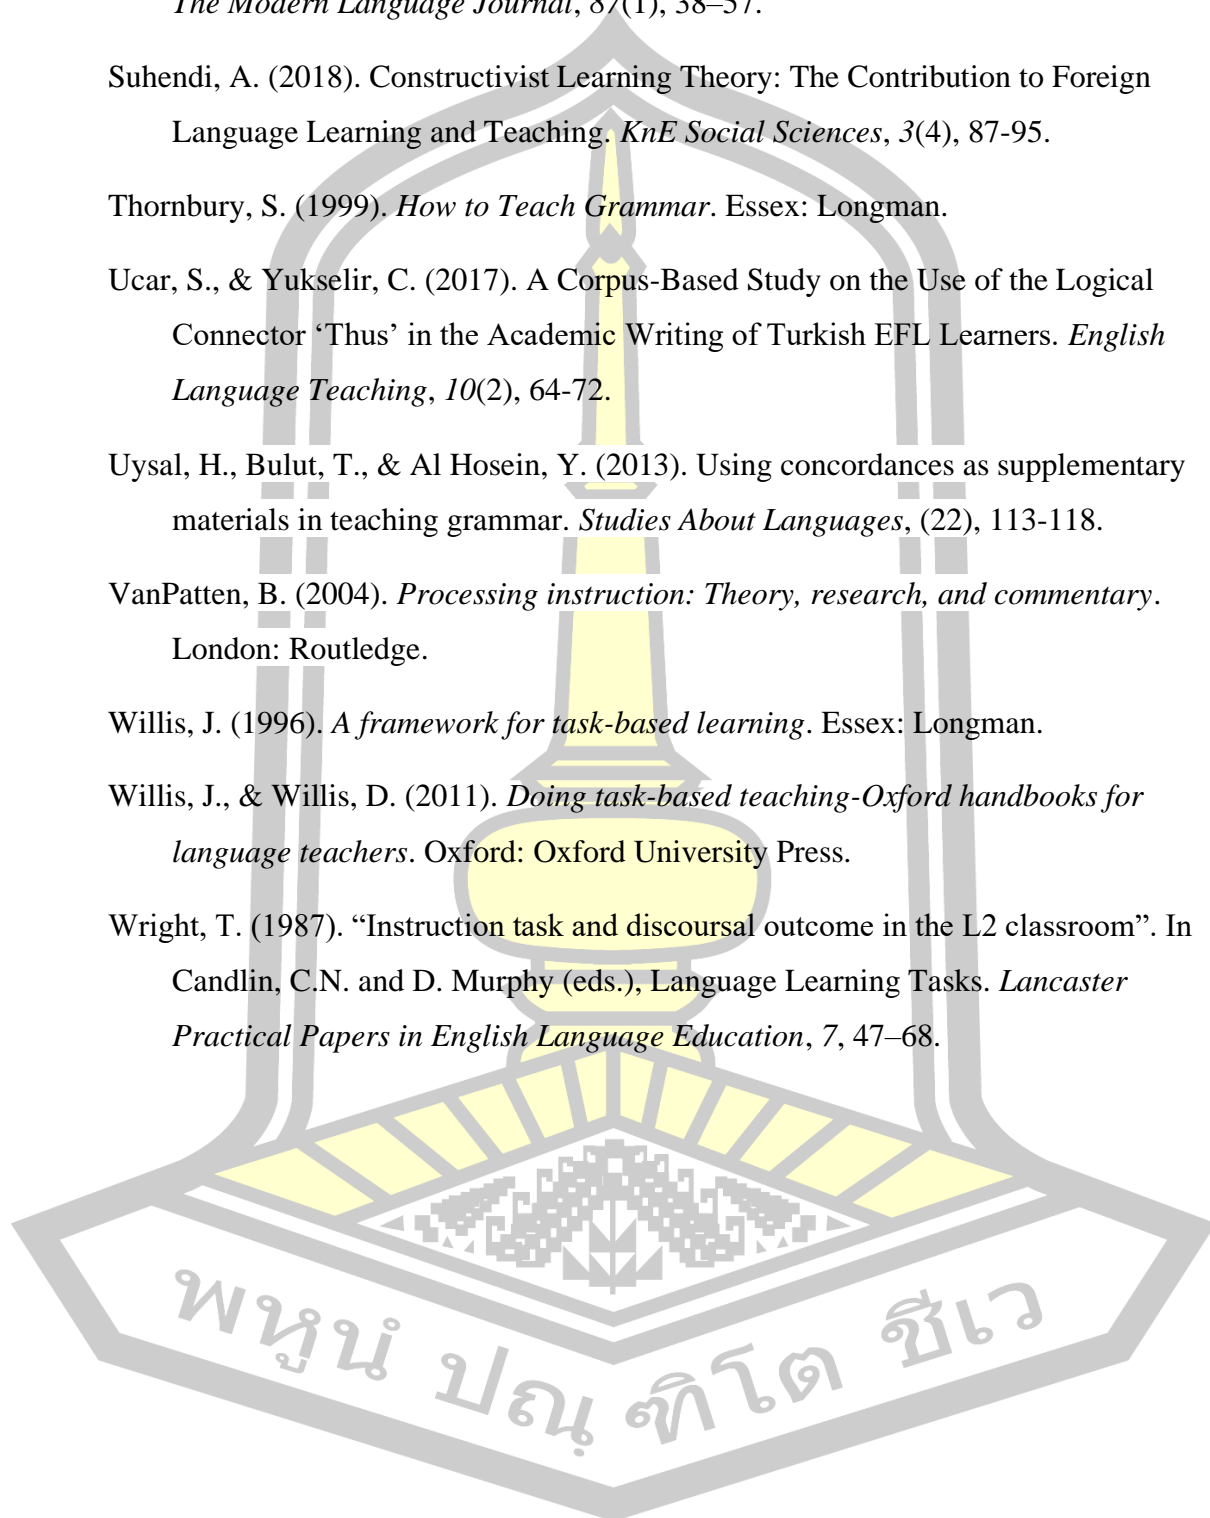 The Modern Language Journal, 87(1), 38–57.
Suhendi, A. (2018). Constructivist Learning Theory: The Contribution to Foreign
Language Learning and Teaching. KnE Social Sciences, 3(4), 87-95.
Thornbury, S. (1999). How to Teach Grammar. Essex: Longman.
Ucar, S., & Yukselir, C. (2017). A Corpus-Based Study on the Use of the Logical
Connector ‘Thus’ in the Academic Writing of Turkish EFL Learners. English
Language Teaching, 10(2), 64-72.
Uysal, H., Bulut, T., & Al Hosein, Y. (2013). Using concordances as supplementary
materials in teaching grammar. Studies About Languages, (22), 113-118.
VanPatten, B. (2004). Processing instruction: Theory, research, and commentary.
London: Routledge.
Willis, J. (1996). A framework for task-based learning. Essex: Longman.
Willis, J., & Willis, D. (2011). Doing task-based teaching-Oxford handbooks for
language teachers. Oxford: Oxford University Press.
Wright, T. (1987). “Instruction task and discoursal outcome in the L2 classroom”. In
Candlin, C.N. and D. Murphy (eds.), Language Learning Tasks. Lancaster
Practical Papers in English Language Education, 7, 47–68.
พหูนํ ปณฺฑิโต ชีเว